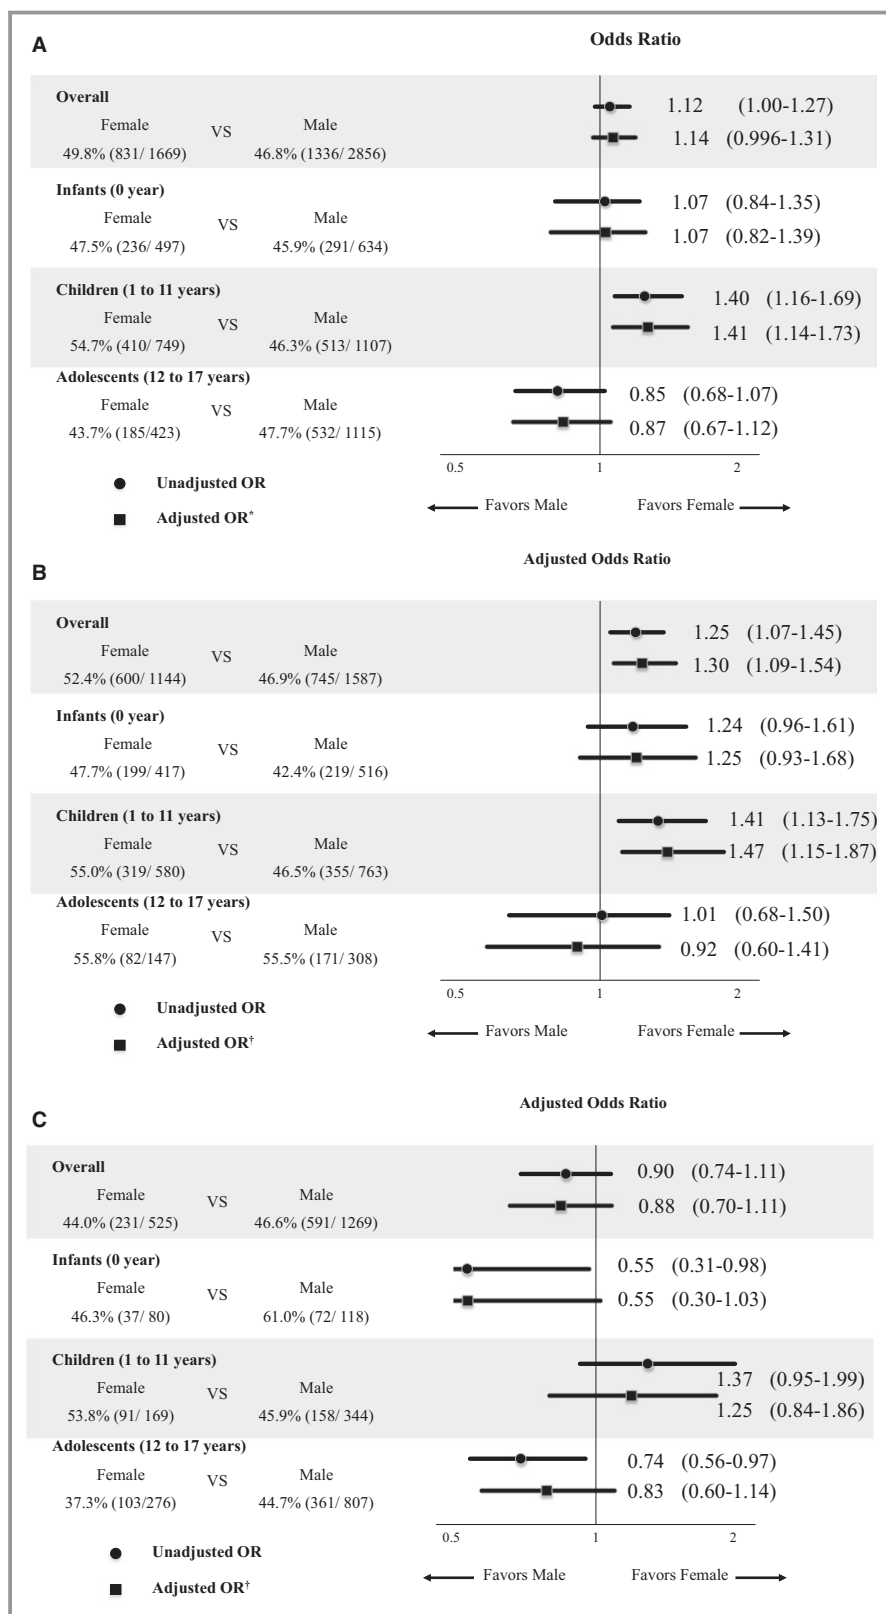 A
Odds Ratio
Overall
Female VS Male
49.8% (831/ 1669) 46.8% (1336/ 2856)
1.12 (1.00-1.27)
1.14 (0.996-1.31)
Infants (0 year)
Female VS Male
47.5% (236/ 497) 45.9% (291/ 634)
1.07 (0.84-1.35)
1.07 (0.82-1.39)
Children (1 to 11 years)
Female VS Male
54.7% (410/ 749) 46.3% (513/ 1107)
1.40 (1.16-1.69)
1.41 (1.14-1.73)
Adolescents (12 to 17 years)
Female VS Male
43.7% (185/423) 47.7% (532/ 1115)
0.85 (0.68-1.07)
0.87 (0.67-1.12)
0.5 1 2
Unadjusted OR
Favors Male Favors Female
Adjusted OR*
B
Adjusted Odds Ratio
Overall
Female VS Male
52.4% (600/ 1144) 46.9% (745/ 1587)
1.25 (1.07-1.45)
1.30 (1.09-1.54)
Infants (0 year)
Female VS Male
47.7% (199/ 417) 42.4% (219/ 516)
1.24 (0.96-1.61)
1.25 (0.93-1.68)
Children (1 to 11 years)
Female VS Male
55.0% (319/ 580) 46.5% (355/ 763)
1.41 (1.13-1.75)
1.47 (1.15-1.87)
Adolescents (12 to 17 years)
Female VS Male
55.8% (82/147) 55.5% (171/ 308)
1.01 (0.68-1.50)
0.92 (0.60-1.41)
0.5 1 2
Unadjusted OR
Favors Male Favors Female
Adjusted OR†
C
Adjusted Odds Ratio
Overall
Female VS Male
44.0% (231/ 525) 46.6% (591/ 1269)
0.90 (0.74-1.11)
0.88 (0.70-1.11)
Infants (0 year)
Female VS Male
46.3% (37/ 80) 61.0% (72/ 118)
0.55 (0.31-0.98)
0.55 (0.30-1.03)
Children (1 to 11 years)
Female VS Male
53.8% (91/ 169) 45.9% (158/ 344)
1.37 (0.95-1.99)
1.25 (0.84-1.86)
Adolescents (12 to 17 years)
Female VS Male
37.3% (103/276) 44.7% (361/ 807)
0.74 (0.56-0.97)
0.83 (0.60-1.14)
0.5 1 2
Unadjusted OR
Favors Male Favors Female
Adjusted OR†